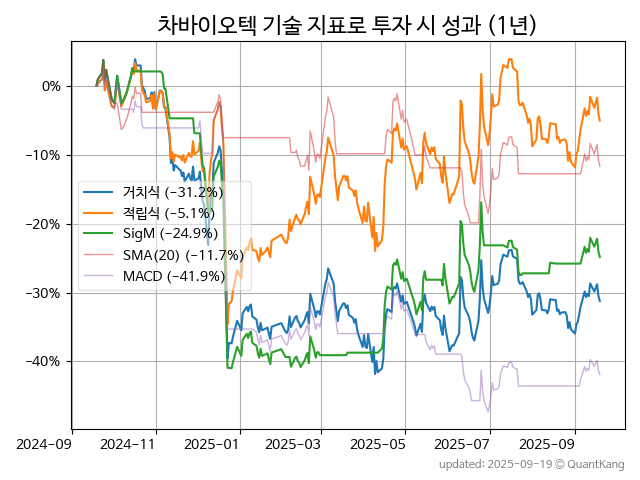 차바이오텍 기술 지표로 투자 시 성과 (1년)
0%
−10%
−20%
−30%
−40%
거치식 (−31.2%)
적립식 (−5.1%)
SigM (−24.9%)
SMA(20) (−11.7%)
MACD (−41.9%)
2024-09 2024-11 2025-01 2025-03 2025-05 2025-07 2025-09
updated: 2025-09-19 © QuantKang